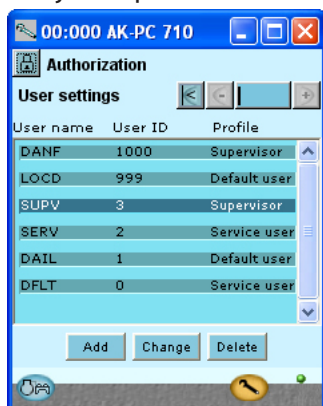 00:000 AK-PC 710
Authorization
User settings
User name User ID Profile
DANF 1000 Supervisor
LOCD 999 Default user
SUPV 3 Supervisor
SERV 2 Service user
DAIL 1 Default user
DFLT 0 Service user
Add Change Delete